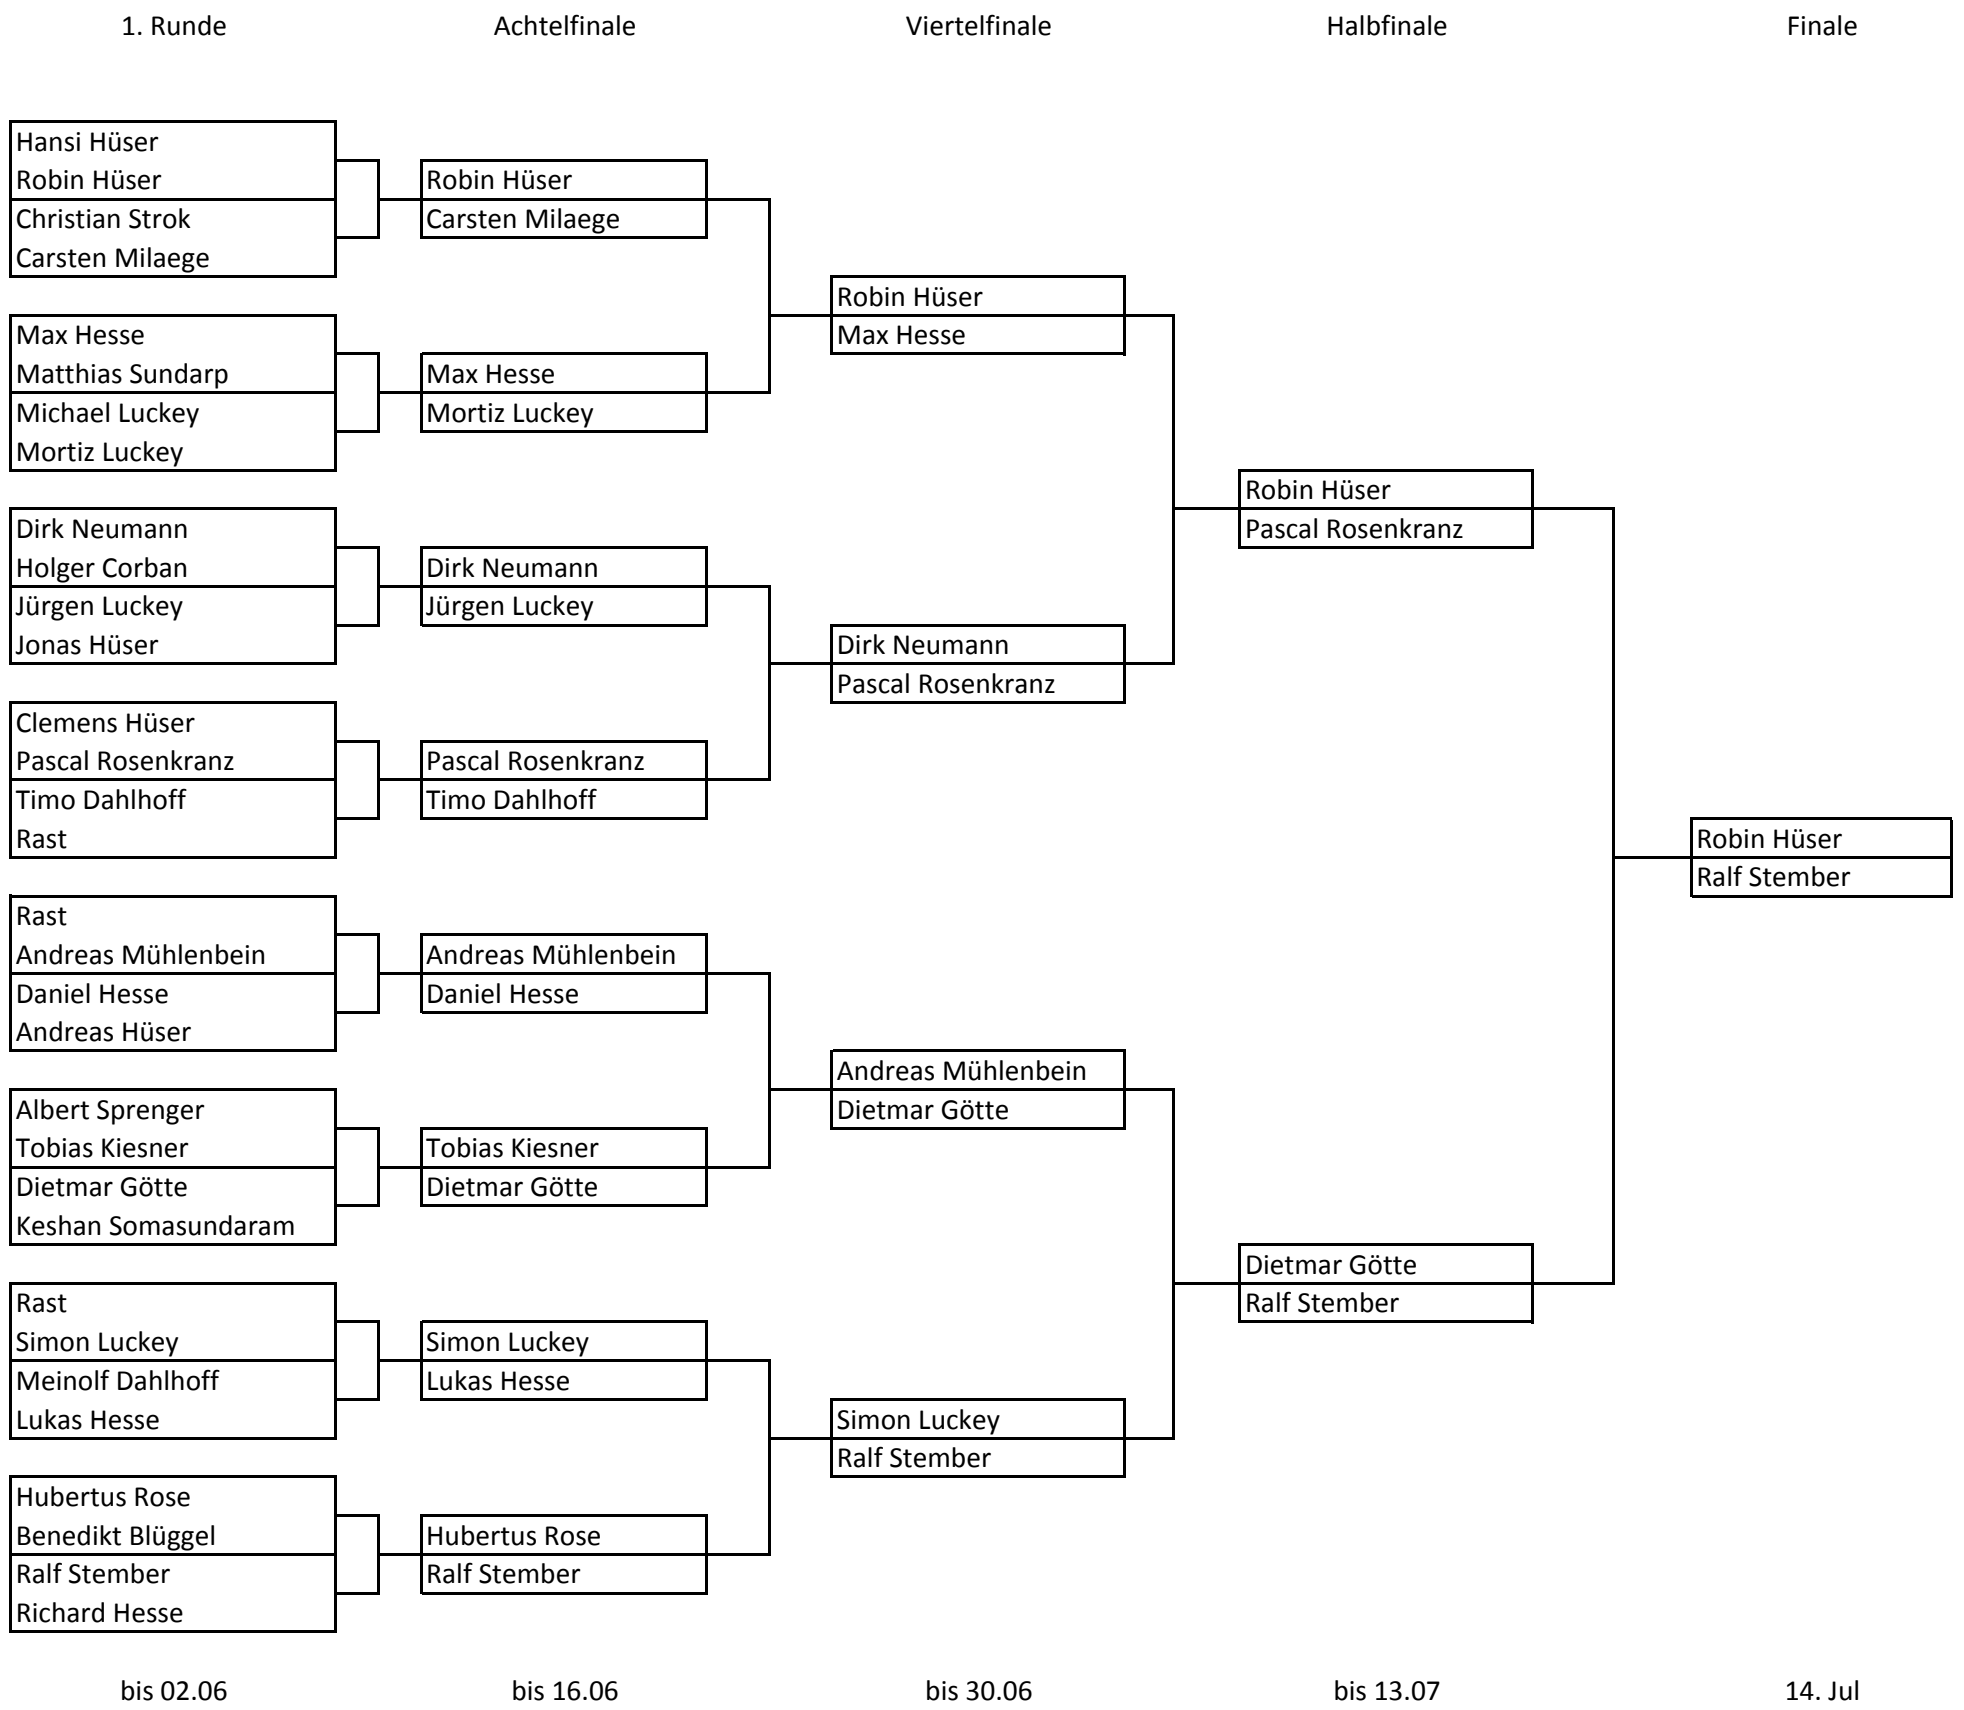 1. Runde
Achtelfinale
Viertelfinale
Halbfinale
Finale
Hansi Hüser
Robin Hüser
Christian Strok
Carsten Milaege
Max Hesse
Matthias Sundarp
Michael Luckey
Mortiz Luckey
Dirk Neumann
Holger Corban
Jürgen Luckey
Jonas Hüser
Clemens Hüser
Pascal Rosenkranz
Timo Dahlhoff
Rast
Rast
Andreas Mühlenbein
Daniel Hesse
Andreas Hüser
Albert Sprenger
Tobias Kiesner
Dietmar Götte
Keshan Somasundaram
Rast
Simon Luckey
Meinolf Dahlhoff
Lukas Hesse
Hubertus Rose
Benedikt Blüggel
Ralf Stember
Richard Hesse
Robin Hüser
Carsten Milaege
Max Hesse
Mortiz Luckey
Dirk Neumann
Jürgen Luckey
Pascal Rosenkranz
Timo Dahlhoff
Andreas Mühlenbein
Daniel Hesse
Tobias Kiesner
Dietmar Götte
Simon Luckey
Lukas Hesse
Hubertus Rose
Ralf Stember
Robin Hüser
Max Hesse
Dirk Neumann
Pascal Rosenkranz
Andreas Mühlenbein
Dietmar Götte
Simon Luckey
Ralf Stember
Robin Hüser
Pascal Rosenkranz
Dietmar Götte
Ralf Stember
Robin Hüser
Ralf Stember
bis 02.06
bis 16.06
bis 30.06
bis 13.07
14. Jul